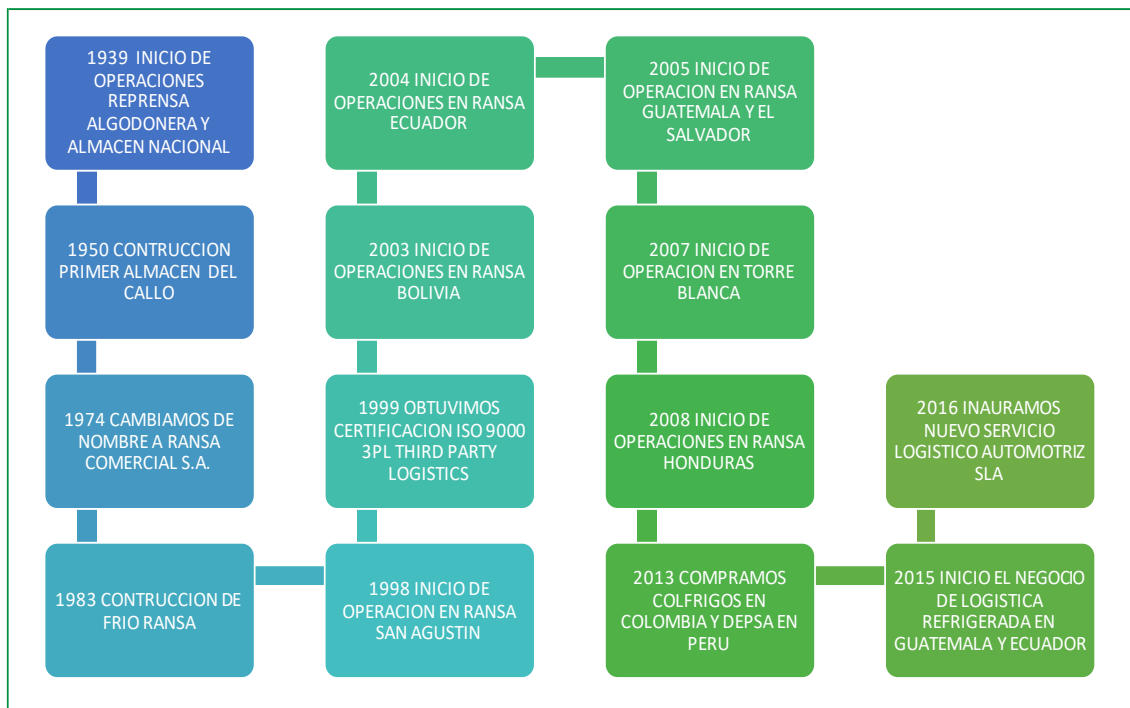 1939 INICIO DE
OPERACIONES
REPRENSA
ALGODONERA Y
ALMACEN NACIONAL
1950 CONTRUCCION
PRIMER ALMACEN DEL
CALLO
1974 CAMBIAMOS DE
NOMBRE A RANSA
COMERCIAL S.A.
1983 CONTRUCCION DE
FRIO RANSA
1998 INICIO DE
OPERACION EN RANSA
SAN AGUSTIN
1999 OBTUVIMOS
CERTIFICACION ISO 9000
3PL THIRD PARTY
LOGISTICS
2003 INICIO DE
OPERACIONES EN RANSA
BOLIVIA
2004 INICIO DE
OPERACIONES EN RANSA
ECUADOR
2005 INICIO DE
OPERACION EN RANSA
GUATEMALA Y EL
SALVADOR
2007 INICIO DE
OPERACION EN TORRE
BLANCA
2008 INICIO DE
OPERACIONES EN RANSA
HONDURAS
2013 COMPRAMOS
COLFRIGOS EN
COLOMBIA Y DEPSA EN
PERU
2015 INICIO EL NEGOCIO
DE LOGISTICA
REFRIGERADA EN
GUATEMALA Y ECUADOR
2016 INAURAMOS
NUEVO SERVICIO
LOGISTICO AUTOMOTRIZ
SLA